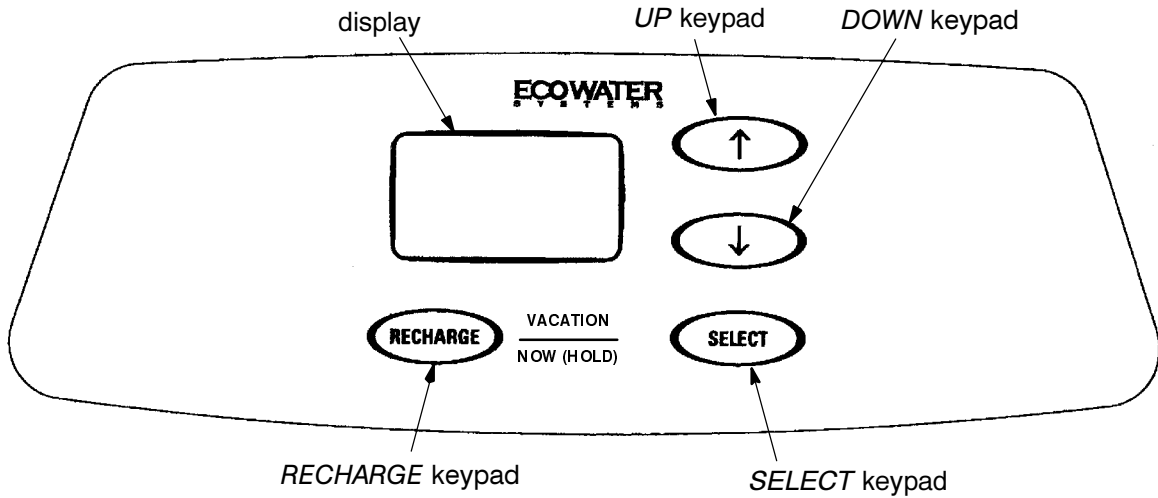 display
UP keypad
DOWN keypad
ECOWATER
SYSTEMS
↑
↓
RECHARGE
VACATION
NOW (HOLD)
SELECT
RECHARGE keypad
SELECT keypad